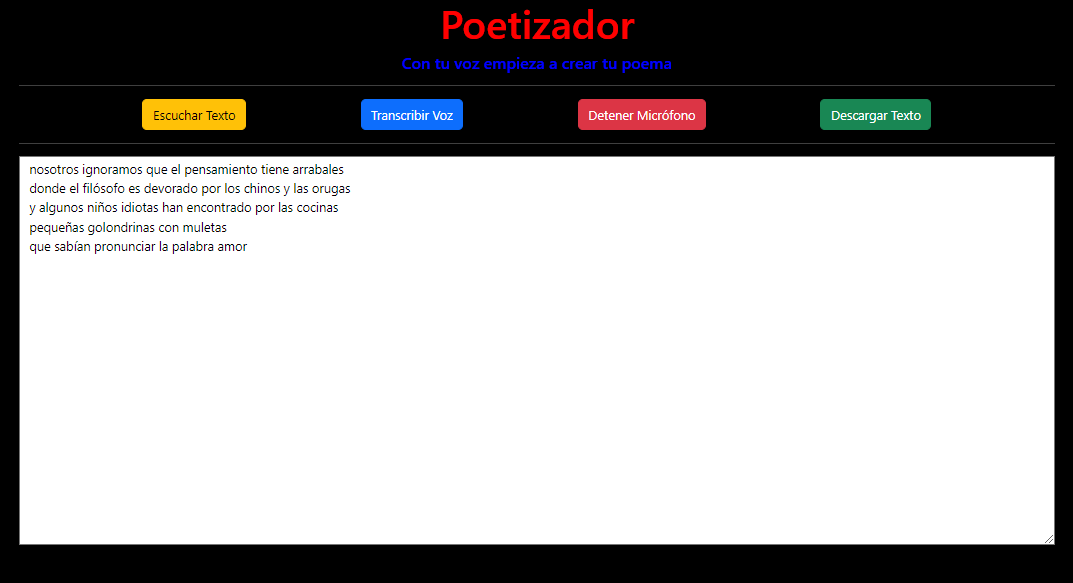 Poetizador
Con tu voz empieza a crear tu poema
Escuchar Texto
Transcribir Voz
Detener Micrófono
Descargar Texto
nosotros ignoramos que el pensamiento tiene arrabales
donde el filósofo es devorado por los chinos y las orugas
y algunos niños idiotas han encontrado por las cocinas
pequeñas golondrinas con muletas
que sabían pronunciar la palabra amor